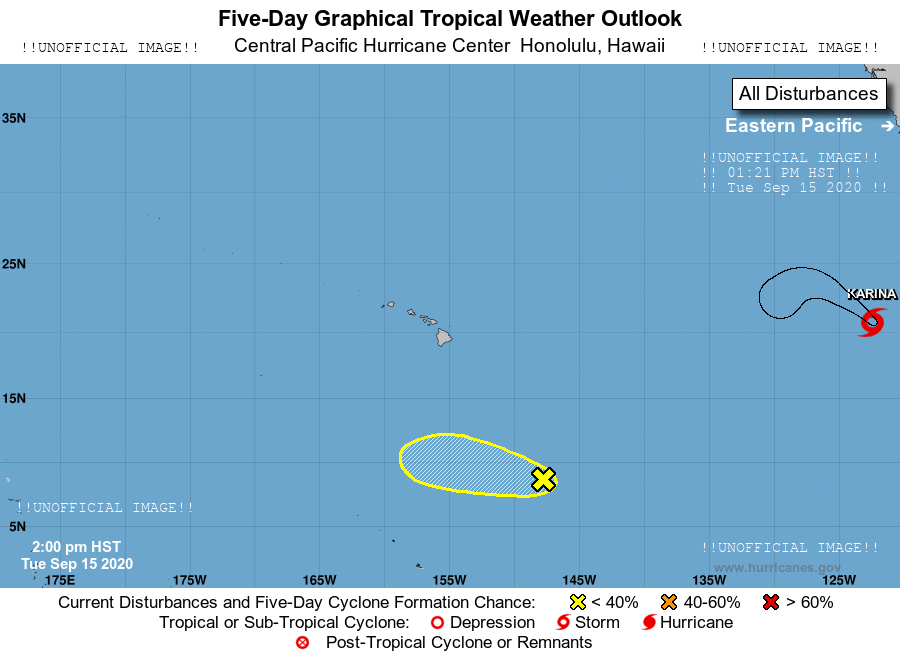 Five-Day Graphical Tropical Weather Outlook
!!UNOFFICIAL IMAGE!! Central Pacific Hurricane Center Honolulu, Hawaii !!UNOFFICIAL IMAGE!!
All Disturbances
35N
Eastern Pacific ➔
!!UNOFFICIAL IMAGE!!
!! 01:21 PM HST !!
!! Tue Sep 15 2020 !!
25N
KARINA
15N
!!UNOFFICIAL IMAGE!!
5N
2:00 pm HST
!!UNOFFICIAL IMAGE!!
Tue Sep 15 2020
www.hurricanes.gov
175E 175W 165W 155W 145W 135W 125W
Current Disturbances and Five-Day Cyclone Formation Chance: < 40% 40-60% > 60%
Tropical or Sub-Tropical Cyclone: Depression Storm Hurricane
Post-Tropical Cyclone or Remnants